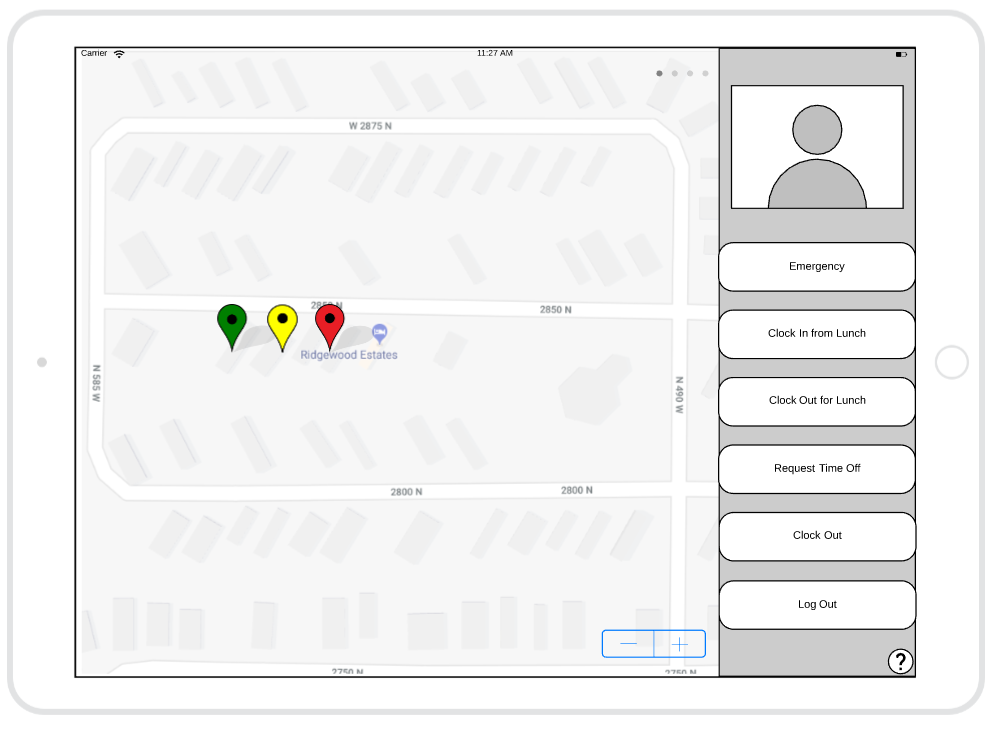 Carrier
11:27 AM
W 2875 N
2850 N
2850 N
Ridgewood Estates
N 585 W
N 490 W
2800 N
2800 N
2750 N
2750 N
Emergency
Clock In from Lunch
Clock Out for Lunch
Request Time Off
Clock Out
Log Out
?